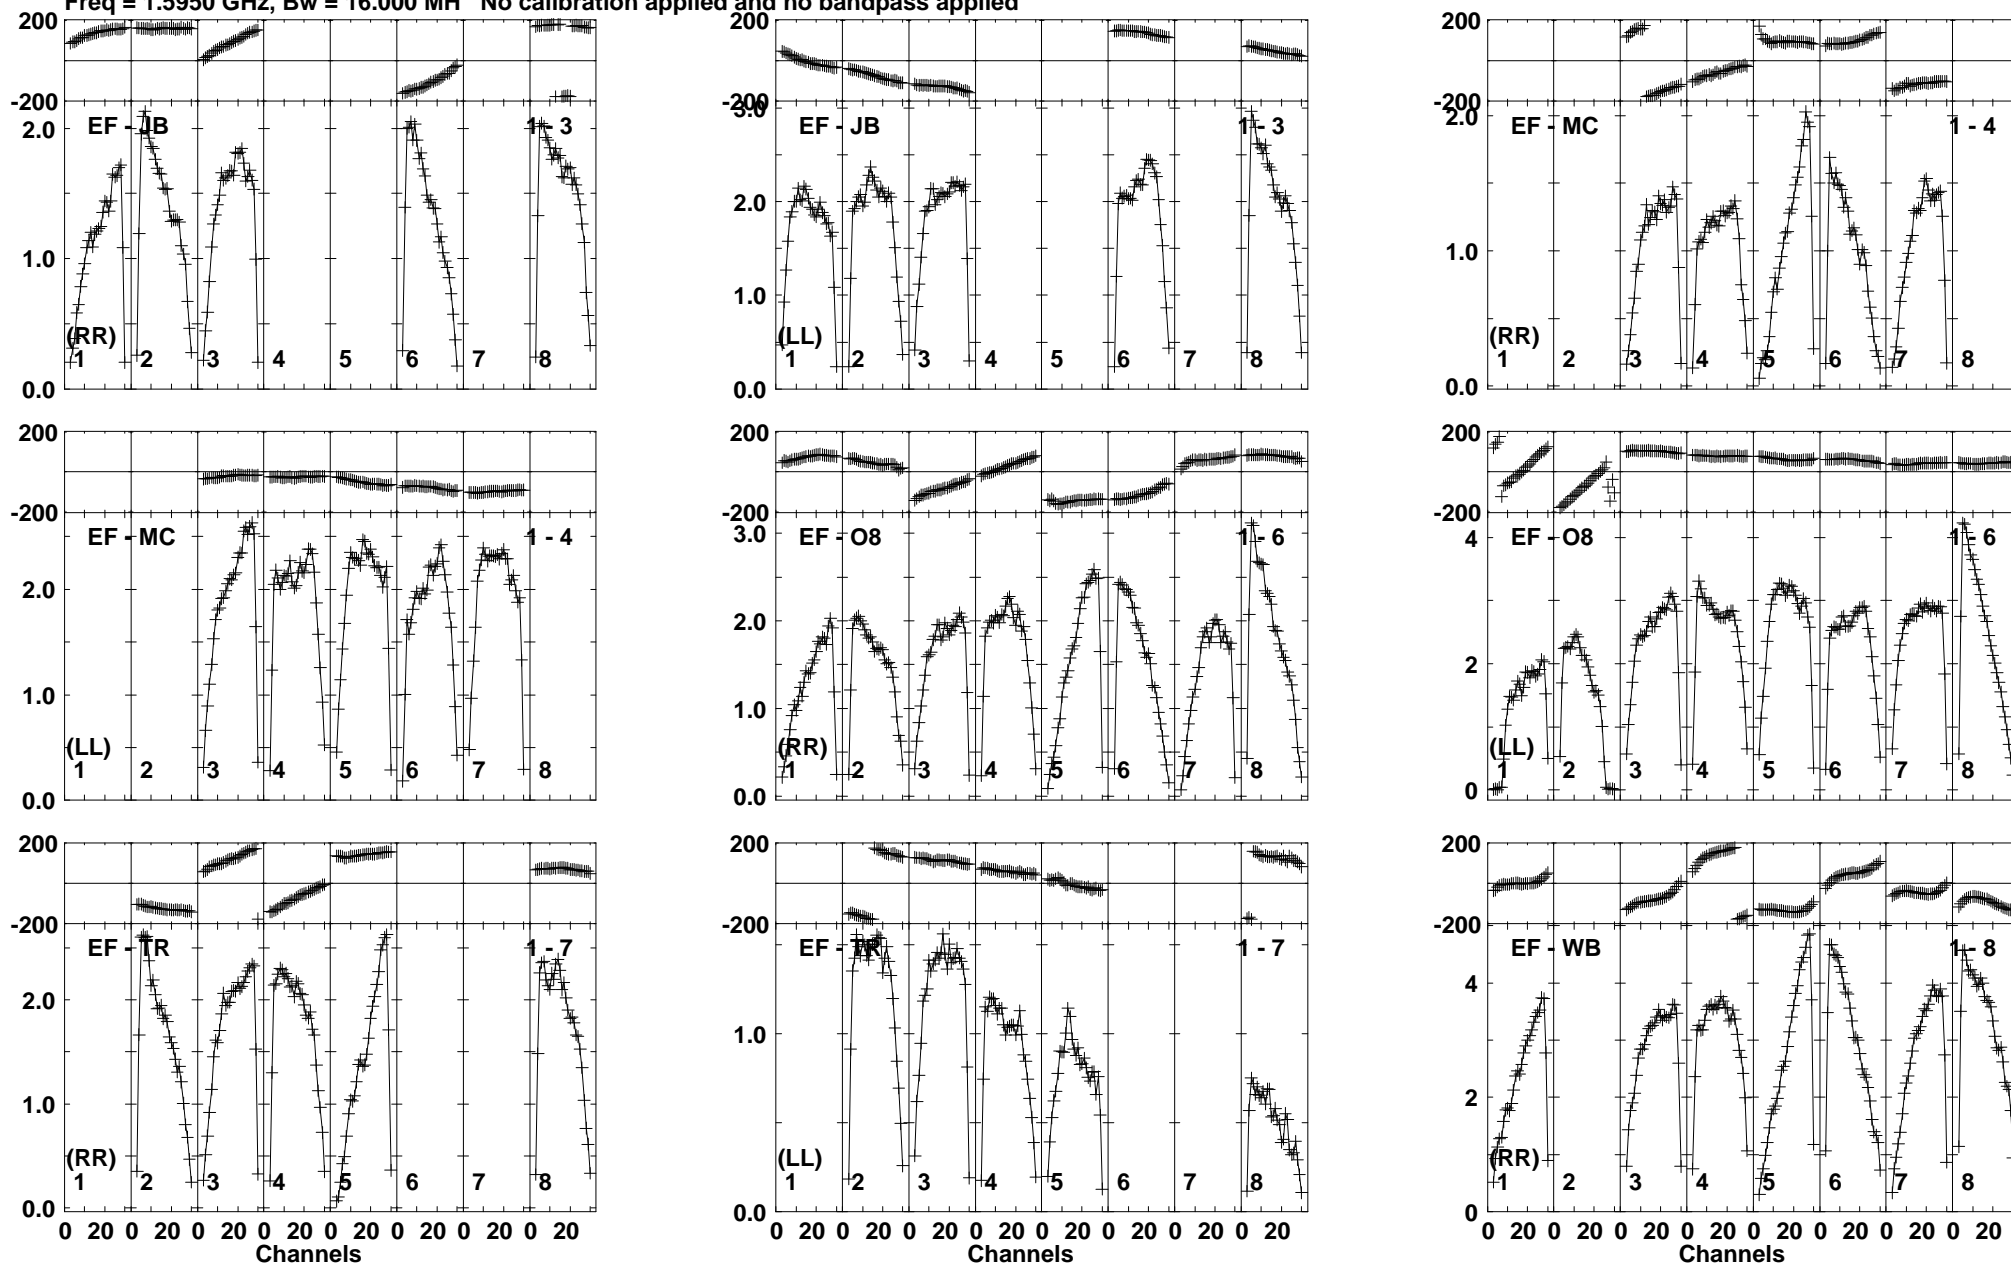 Freq = 1.5950 GHz, Bw = 16.000 MH No calibration applied and no bandpass applied
200 200 200
-200 -200 -200
EF - JB 1 - 3 EF - JB 1 - 3 EF - MC 1 - 4
2.0 3.0 2.0
1.0 2.0 1.0
0.0 1.0 0.0
0.0
(RR) (LL) (RR)
1 2 3 4 5 6 7 8 1 2 3 4 5 6 7 8 1 2 3 4 5 6 7 8
200 200 200
-200 -200 -200
EF - MC 1 - 4 EF - O8 1 - 6 EF - O8 1 - 6
2.0 3.0 4
1.0 2.0 2
0.0 1.0 0
0.0
(LL) (RR) (LL)
1 2 3 4 5 6 7 8 1 2 3 4 5 6 7 8 1 2 3 4 5 6 7 8
200 200 200
-200 -200 -200
EF - TR 1 - 7 EF - TR 1 - 7 EF - WB 1 - 8
2.0 1.0 4
1.0 0.0 2
0.0 0
(RR) (LL) (RR)
1 2 3 4 5 6 7 8 1 2 3 4 5 6 7 8 1 2 3 4 5 6 7 8
0 20 0 20 0 20 0 20 0 20 0 20 0 20 0 20 0 20 0 20 0 20 0 20 0 20 0 20 0 20 0 20 0 20 0 20 0 20 0 20 0 20 0 20 0 20 0 20
Channels Channels Channels